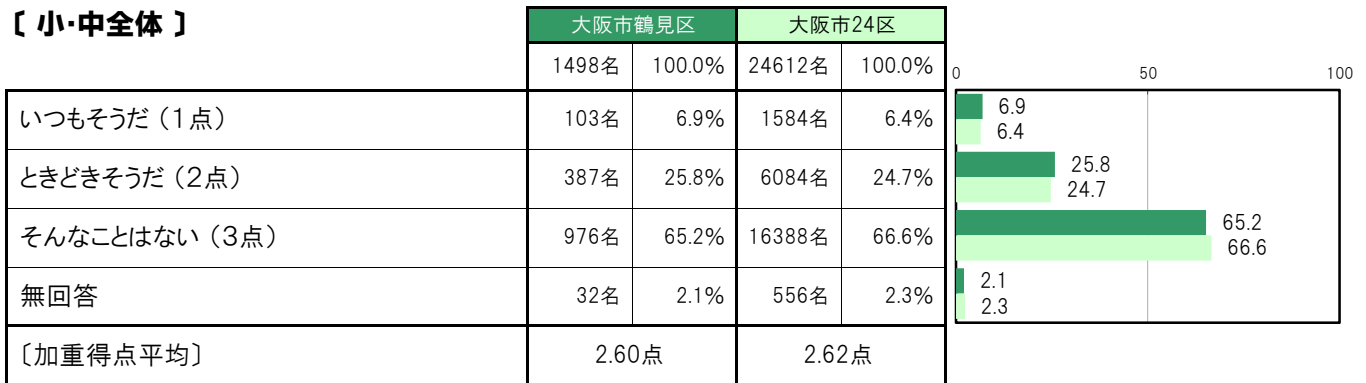 〔 小・中全体 〕
大阪市鶴見区 大阪市24区
1498名 100.0% 24612名 100.0%
0 50 100
いつもそうだ（１点） 103名 6.9% 1584名 6.4% 6.9
6.4
ときどきそうだ（２点） 387名 25.8% 6084名 24.7% 25.8
24.7
そんなことはない（３点） 976名 65.2% 16388名 66.6% 65.2
66.6
無回答 32名 2.1% 556名 2.3% 2.1
2.3
〔加重得点平均〕 2.60点 2.62点